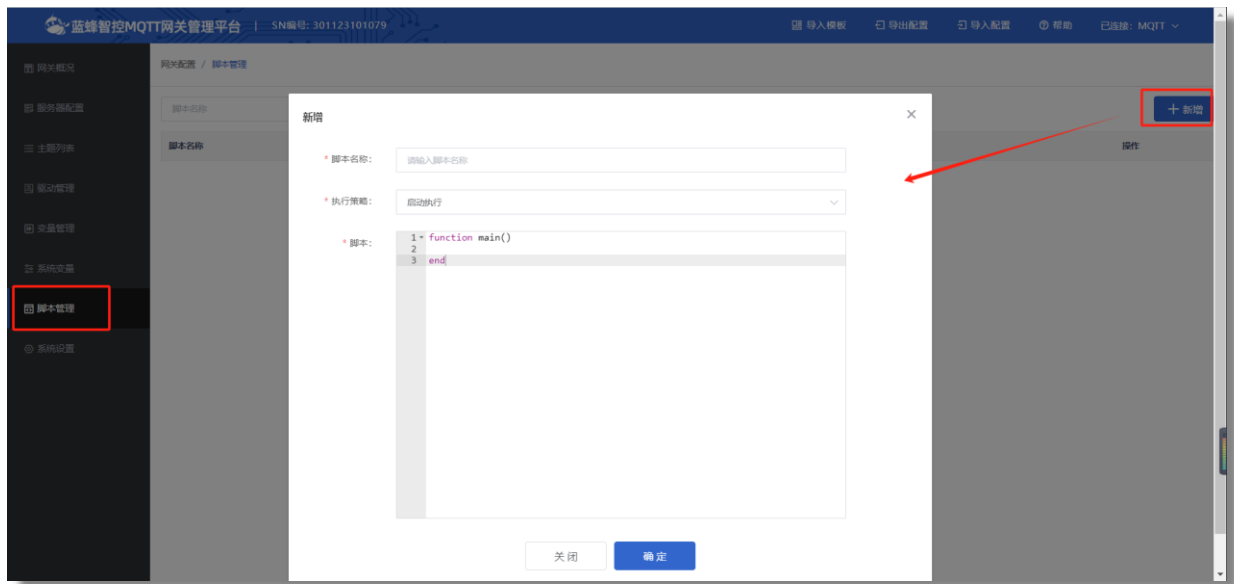 蓝蜂智控MQTT网关管理平台 | SN编号: 301123101079 导入模板 导出配置 导入配置 帮助 已连接: MQTT
网关概况
网关配置 / 脚本管理
服务器配置
脚本名称
新增
主题列表
脚本名称
操作
驱动管理
变量管理
系统变量
脚本管理
系统设置
新增
* 脚本名称: 请输入脚本名称
* 执行策略: 启动执行
* 脚本:
1 function main()
2
3 end
关闭 确定